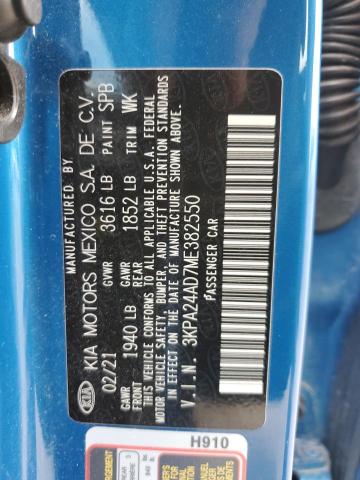 MANUFACTURED BY
KIA KIA MOTORS MEXICO S.A. DE C.V.
02/21 GVWR 3616 LB PAINT SPB
GAWR FRONT 1940 LB GAWR REAR 1852 LB TRIM WK
THIS VEHICLE CONFORMS TO ALL APPLICABLE U.S.A. FEDERAL
MOTOR VEHICLE SAFETY, BUMPER, AND THEFT PREVENTION STANDARDS
IN EFFECT ON THE DATE OF MANUFACTURE SHOWN ABOVE.
V.I.N. 3KPA24AD7ME382550
PASSENGER CAR
H910